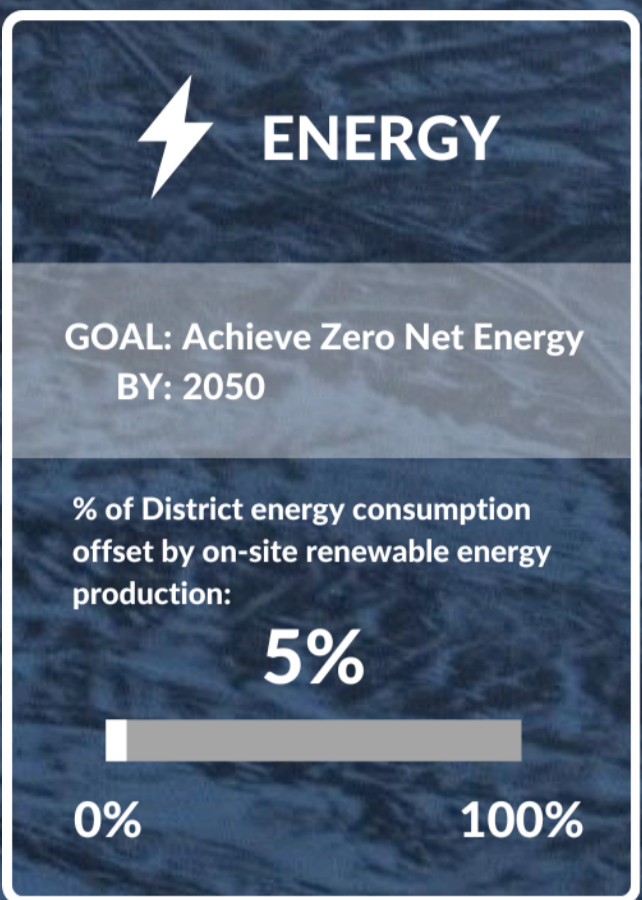 ENERGY
GOAL: Achieve Zero Net Energy
BY: 2050
% of District energy consumption
offset by on-site renewable energy
production:
5%
0% 100%